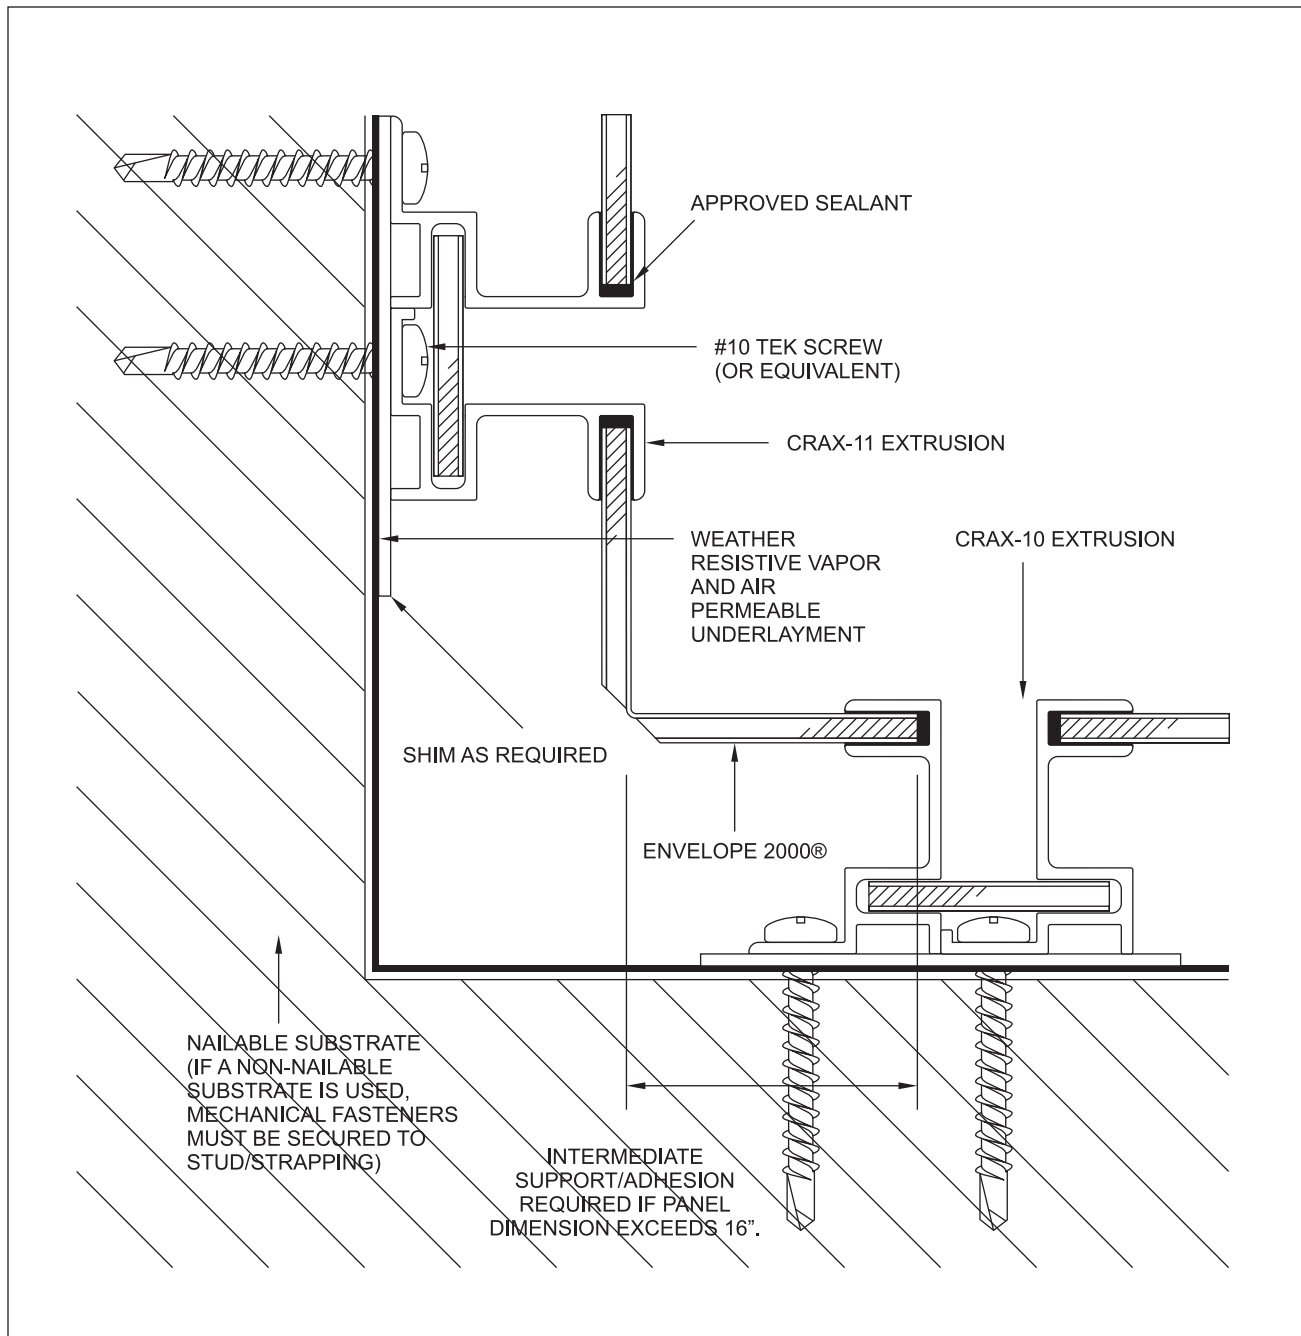 APPROVED SEALANT
#10 TEK SCREW
(OR EQUIVALENT)
CRAX-11 EXTRUSION
WEATHER
RESISTIVE VAPOR
AND AIR
PERMEABLE
UNDERLAYMENT
CRAX-10 EXTRUSION
SHIM AS REQUIRED
ENVELOPE 2000®
NAILABLE SUBSTRATE
(IF A NON-NAILABLE
SUBSTRATE IS USED,
MECHANICAL FASTENERS
MUST BE SECURED TO
STUD/STRAPPING)
INTERMEDIATE
SUPPORT/ADHESION
REQUIRED IF PANEL
DIMENSION EXCEEDS 16”.